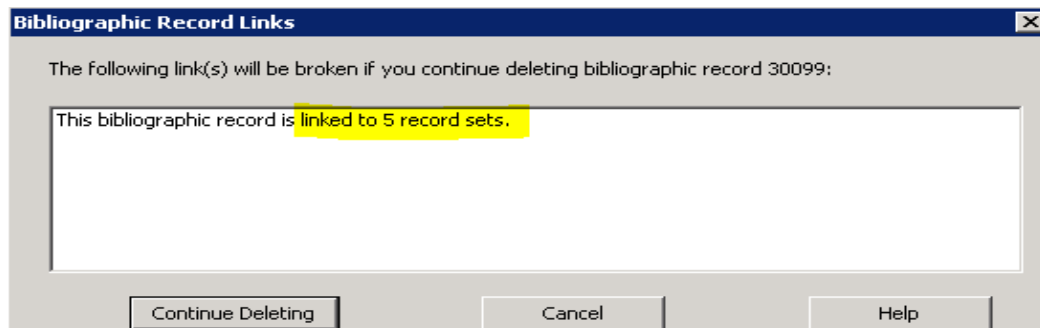 Bibliographic Record Links
The following link(s) will be broken if you continue deleting bibliographic record 30099:
This bibliographic record is linked to 5 record sets.
Continue Deleting Cancel Help